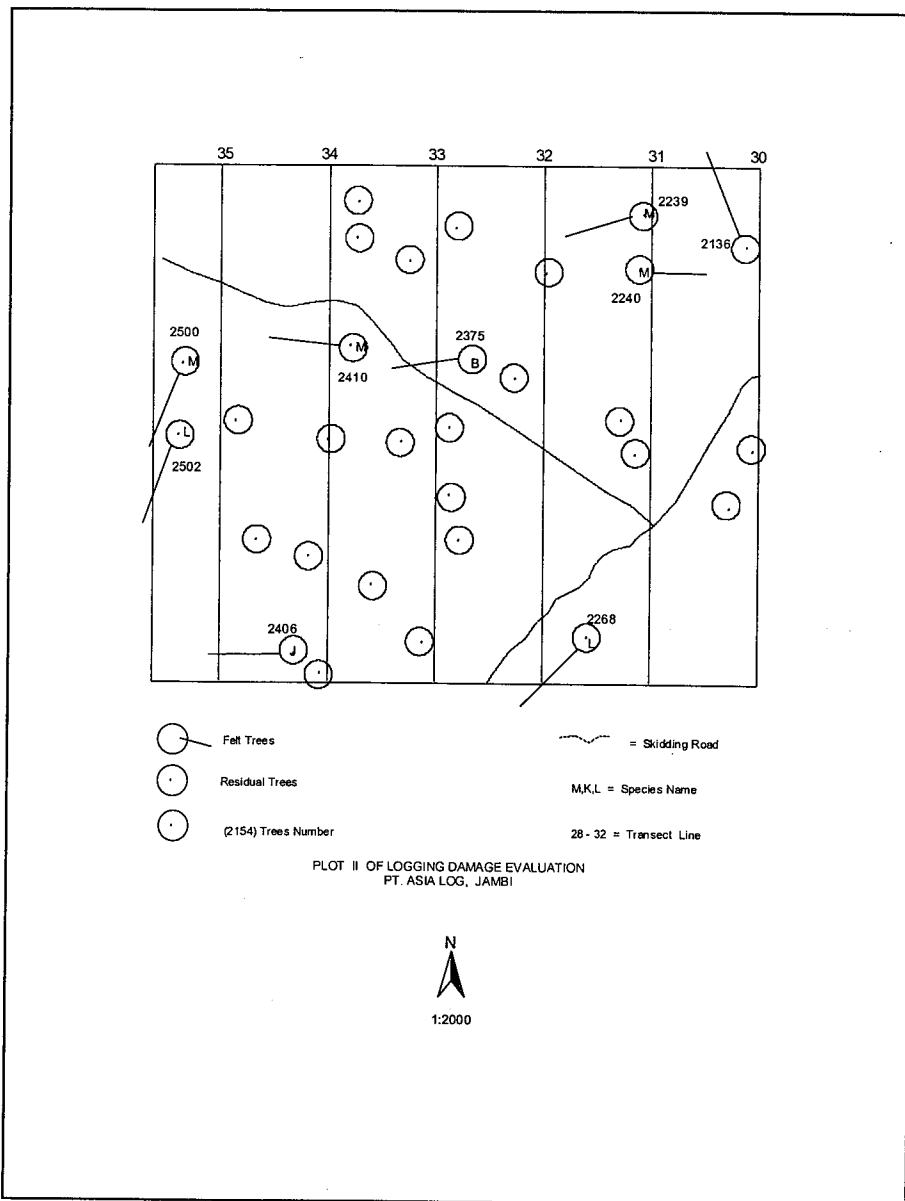 35 34 33 32 31 30
2239
M
2136
M
2240
2500
M
M
2410
2375
B
L
2502
2406
J
2268
L
Felt Trees
= Skidding Road
Residual Trees
M,K,L = Species Name
(2154) Trees Number
28 - 32 = Transect Line
PLOT II OF LOGGING DAMAGE EVALUATION
PT. ASIA LOG, JAMBI
N
1:2000